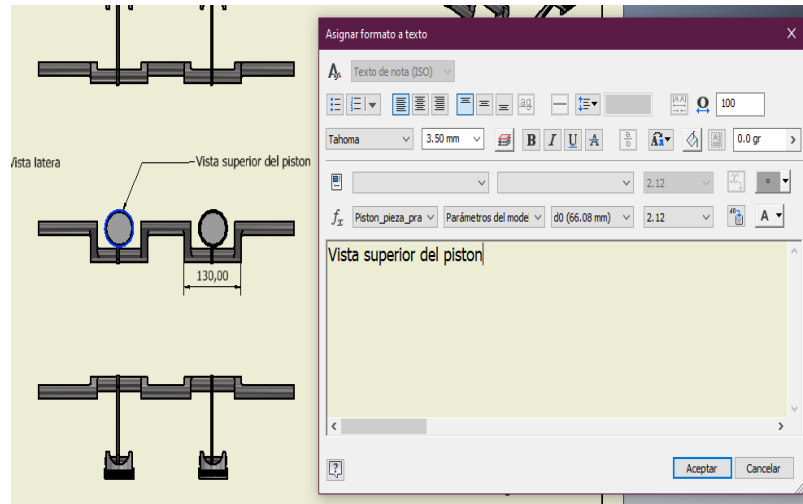 Asignar formato a texto
Texto de nota (ISO)
100
Tahoma 3.50 mm B I U A 0.0 gr
Vista latera
Vista superior del piston
2.12
fx Piston_pieza_pra Parámetros del mode d0 (66.08 mm) 2.12 A
Vista superior del piston
130,00
Aceptar Cancelar